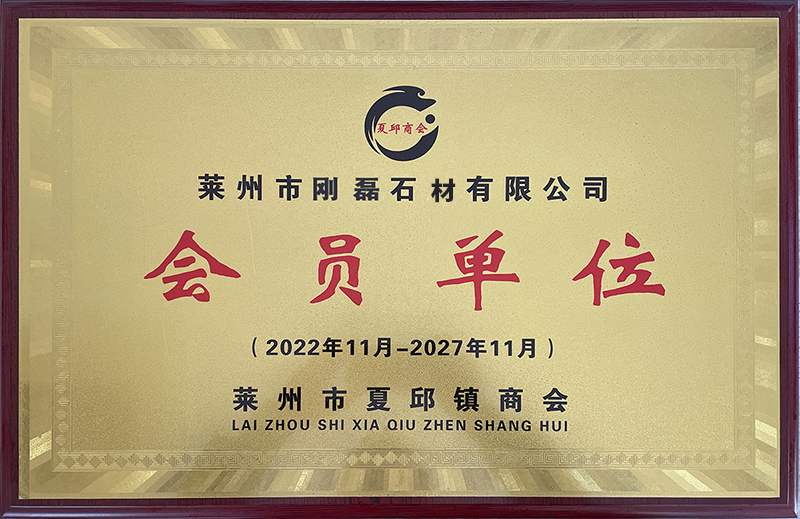 夏邱商会
莱州市刚磊石材有限公司
会员单位
（2022年11月-2027年11月）
莱州市夏邱镇商会
LAI ZHOU SHI XIA QIU ZHEN SHANG HUI